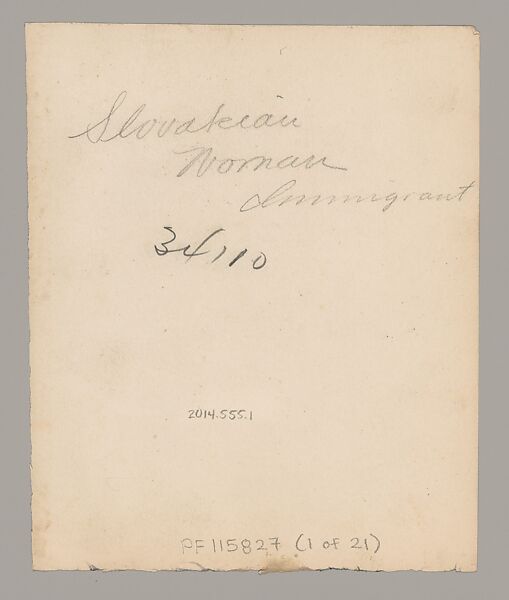 Slovakian
Woman
Immigrant
34110
2014.555.1
PF115827 (1 of 21)